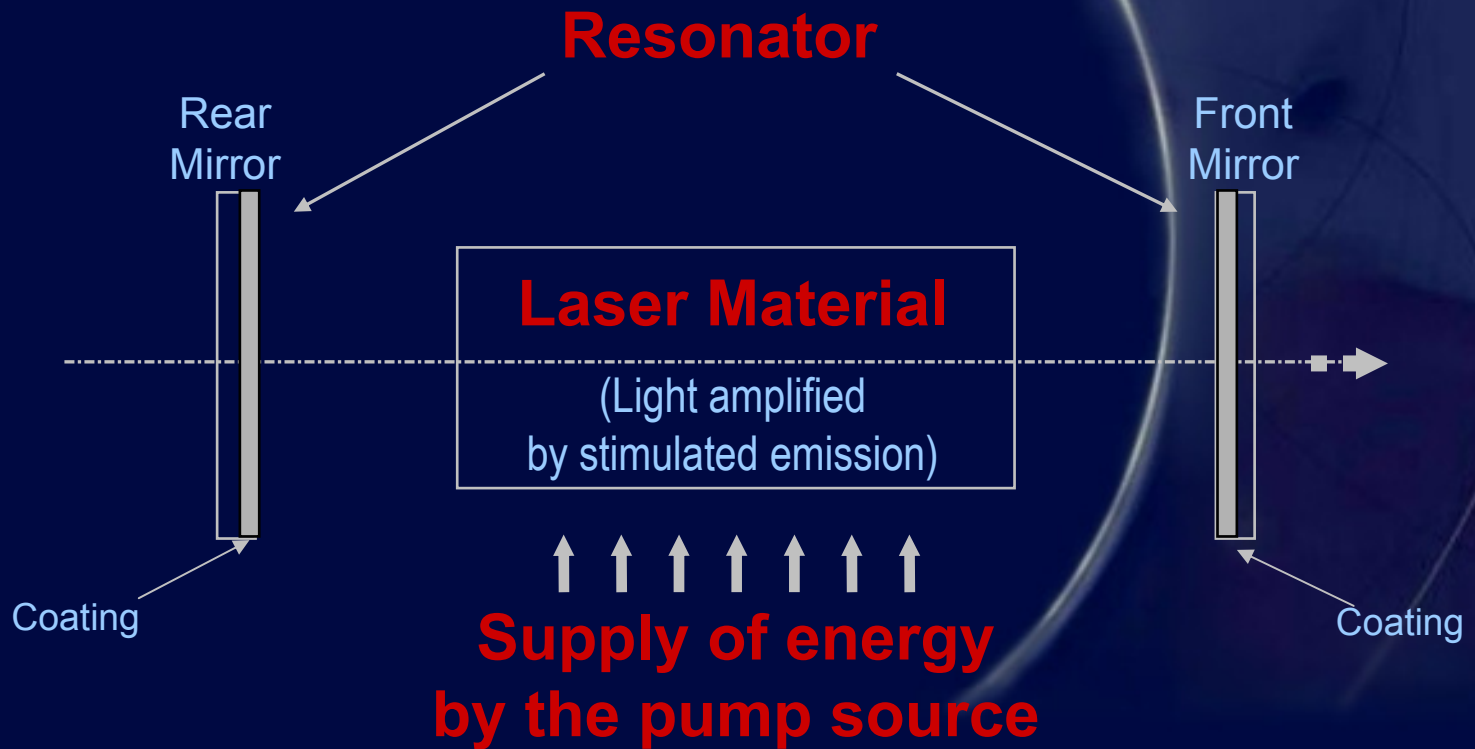 Resonator
Rear
Mirror
Front
Mirror
Laser Material
(Light amplified
by stimulated emission)
Coating
Coating
Supply of energy
by the pump source